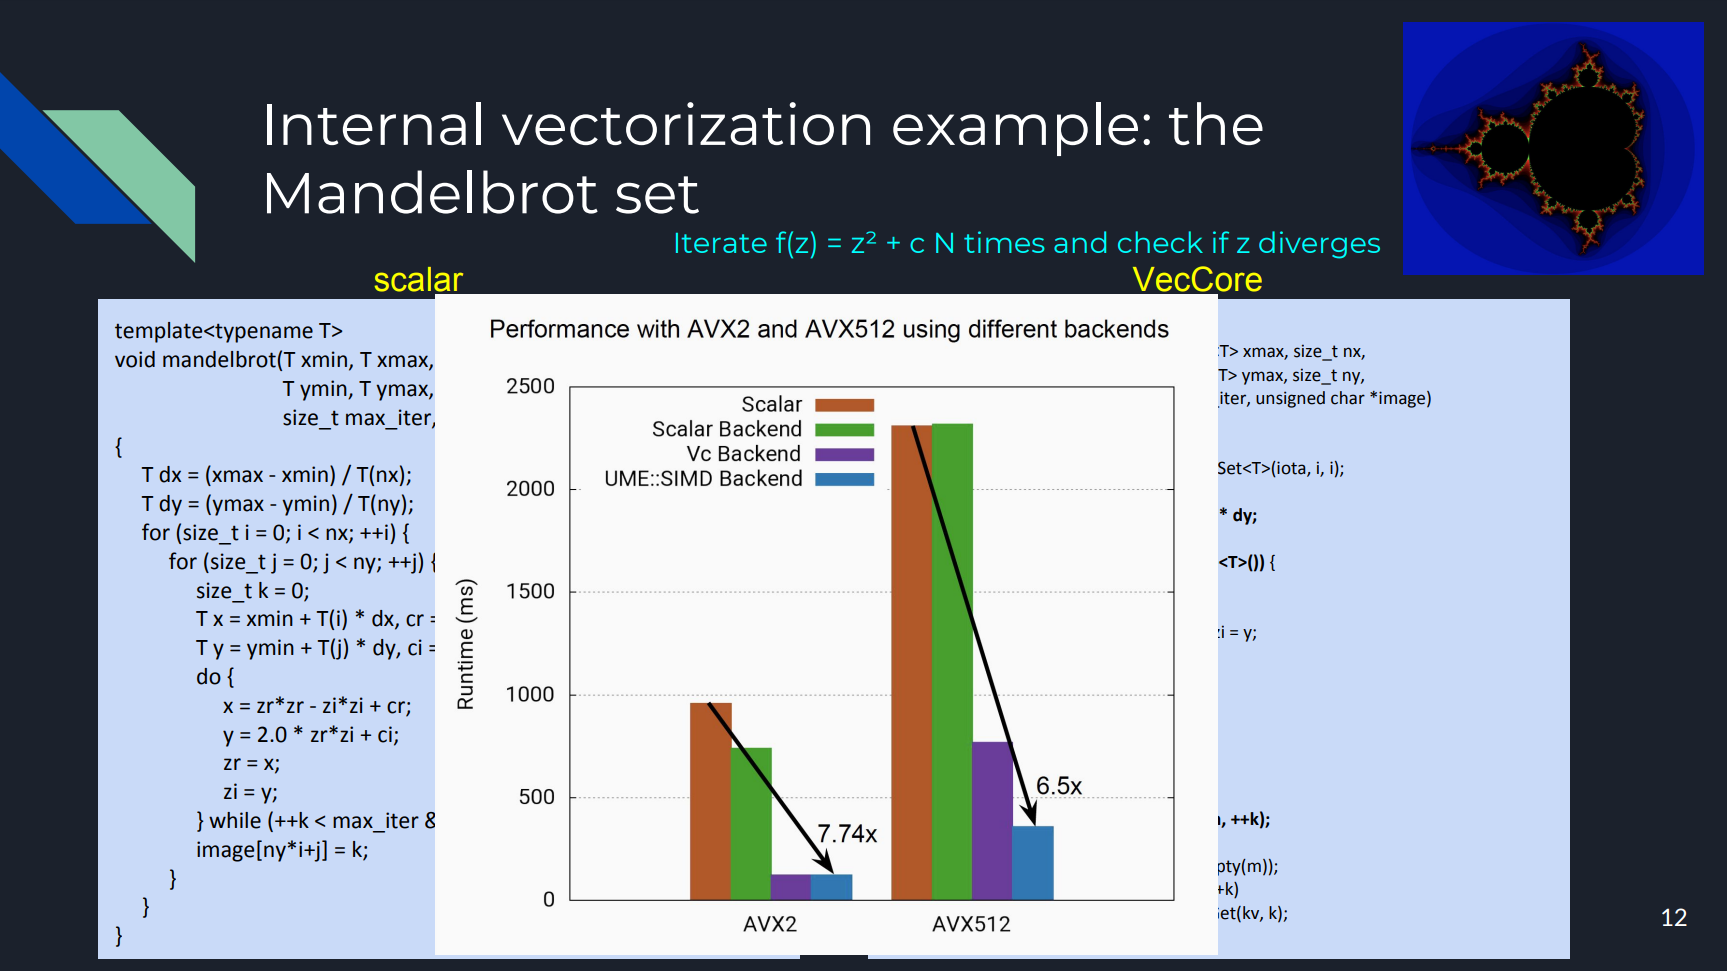 Internal vectorization example: the
Mandelbrot set
Iterate f(z) = z² + c N times and check if z diverges
scalar
VecCore
template<typename T>
void mandelbrot(T xmin, T xmax,
T ymin, T ymax,
size_t max_iter,
{
T dx = (xmax - xmin) / T(nx);
T dy = (ymax - ymin) / T(ny);
for (size_t i = 0; i < nx; ++i) {
for (size_t j = 0; j < ny; ++j) {
size_t k = 0;
T x = xmin + T(i) * dx, cr =
T y = ymin + T(j) * dy, ci =
do {
x = zr*zr - zi*zi + cr;
y = 2.0 * zr*zi + ci;
zr = x;
zi = y;
} while (++k < max_iter &
image[ny*i+j] = k;
}
}
}
Performance with AVX2 and AVX512 using different backends
2500
2000
1500
1000
500
0
Runtime (ms)
Scalar
Scalar Backend
Vc Backend
UME::SIMD Backend
7.74x
6.5x
AVX2
AVX512
T> xmax, size_t nx,
T> ymax, size_t ny,
iter, unsigned char *image)
Set<T>(iota, i, i);
* dy;
<T>()) {
zi = y;
, ++k);
pty(m));
+k)
et(kv, k);
12